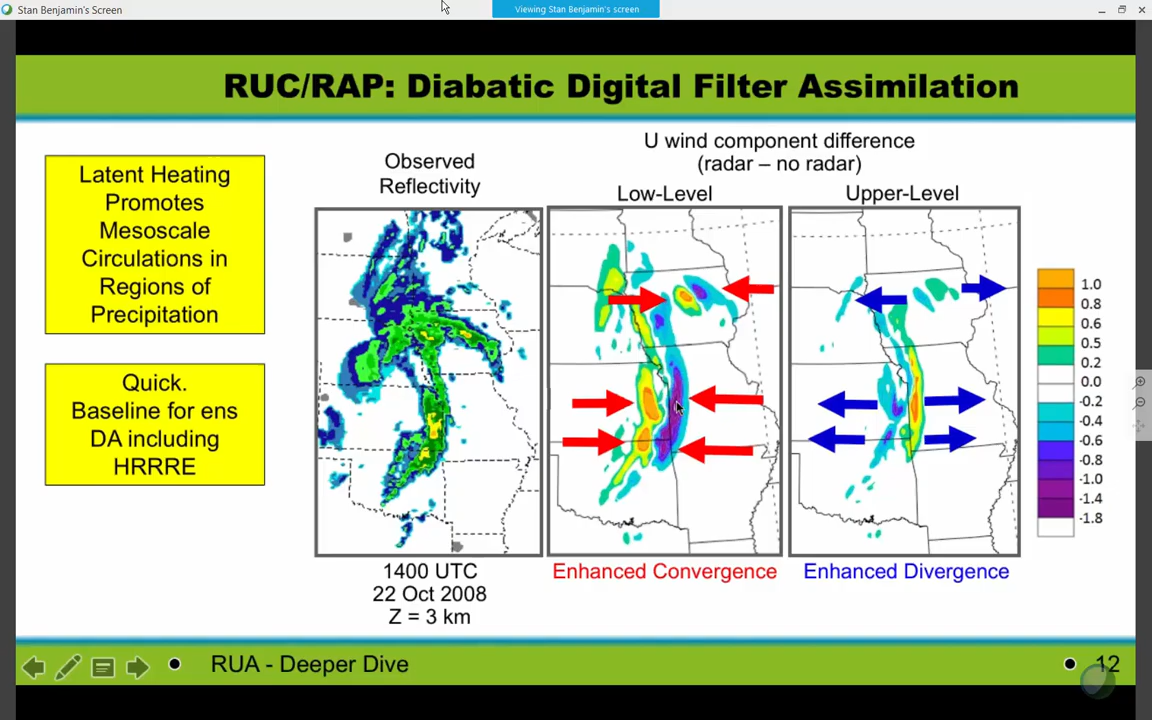 Stan Benjamin's Screen
Viewing Stan Benjamin's screen
RUC/RAP: Diabatic Digital Filter Assimilation
Latent Heating
Promotes
Mesoscale
Circulations in
Regions of
Precipitation
Quick.
Baseline for ens
DA including
HRRRE
Observed
Reflectivity
1400 UTC
22 Oct 2008
Z = 3 km
U wind component difference
(radar – no radar)
Low-Level
Upper-Level
Enhanced Convergence
Enhanced Divergence
1.0
0.8
0.6
0.5
0.2
0.0
-0.2
-0.4
-0.6
-0.8
-1.0
-1.4
-1.8
RUA - Deeper Dive
12